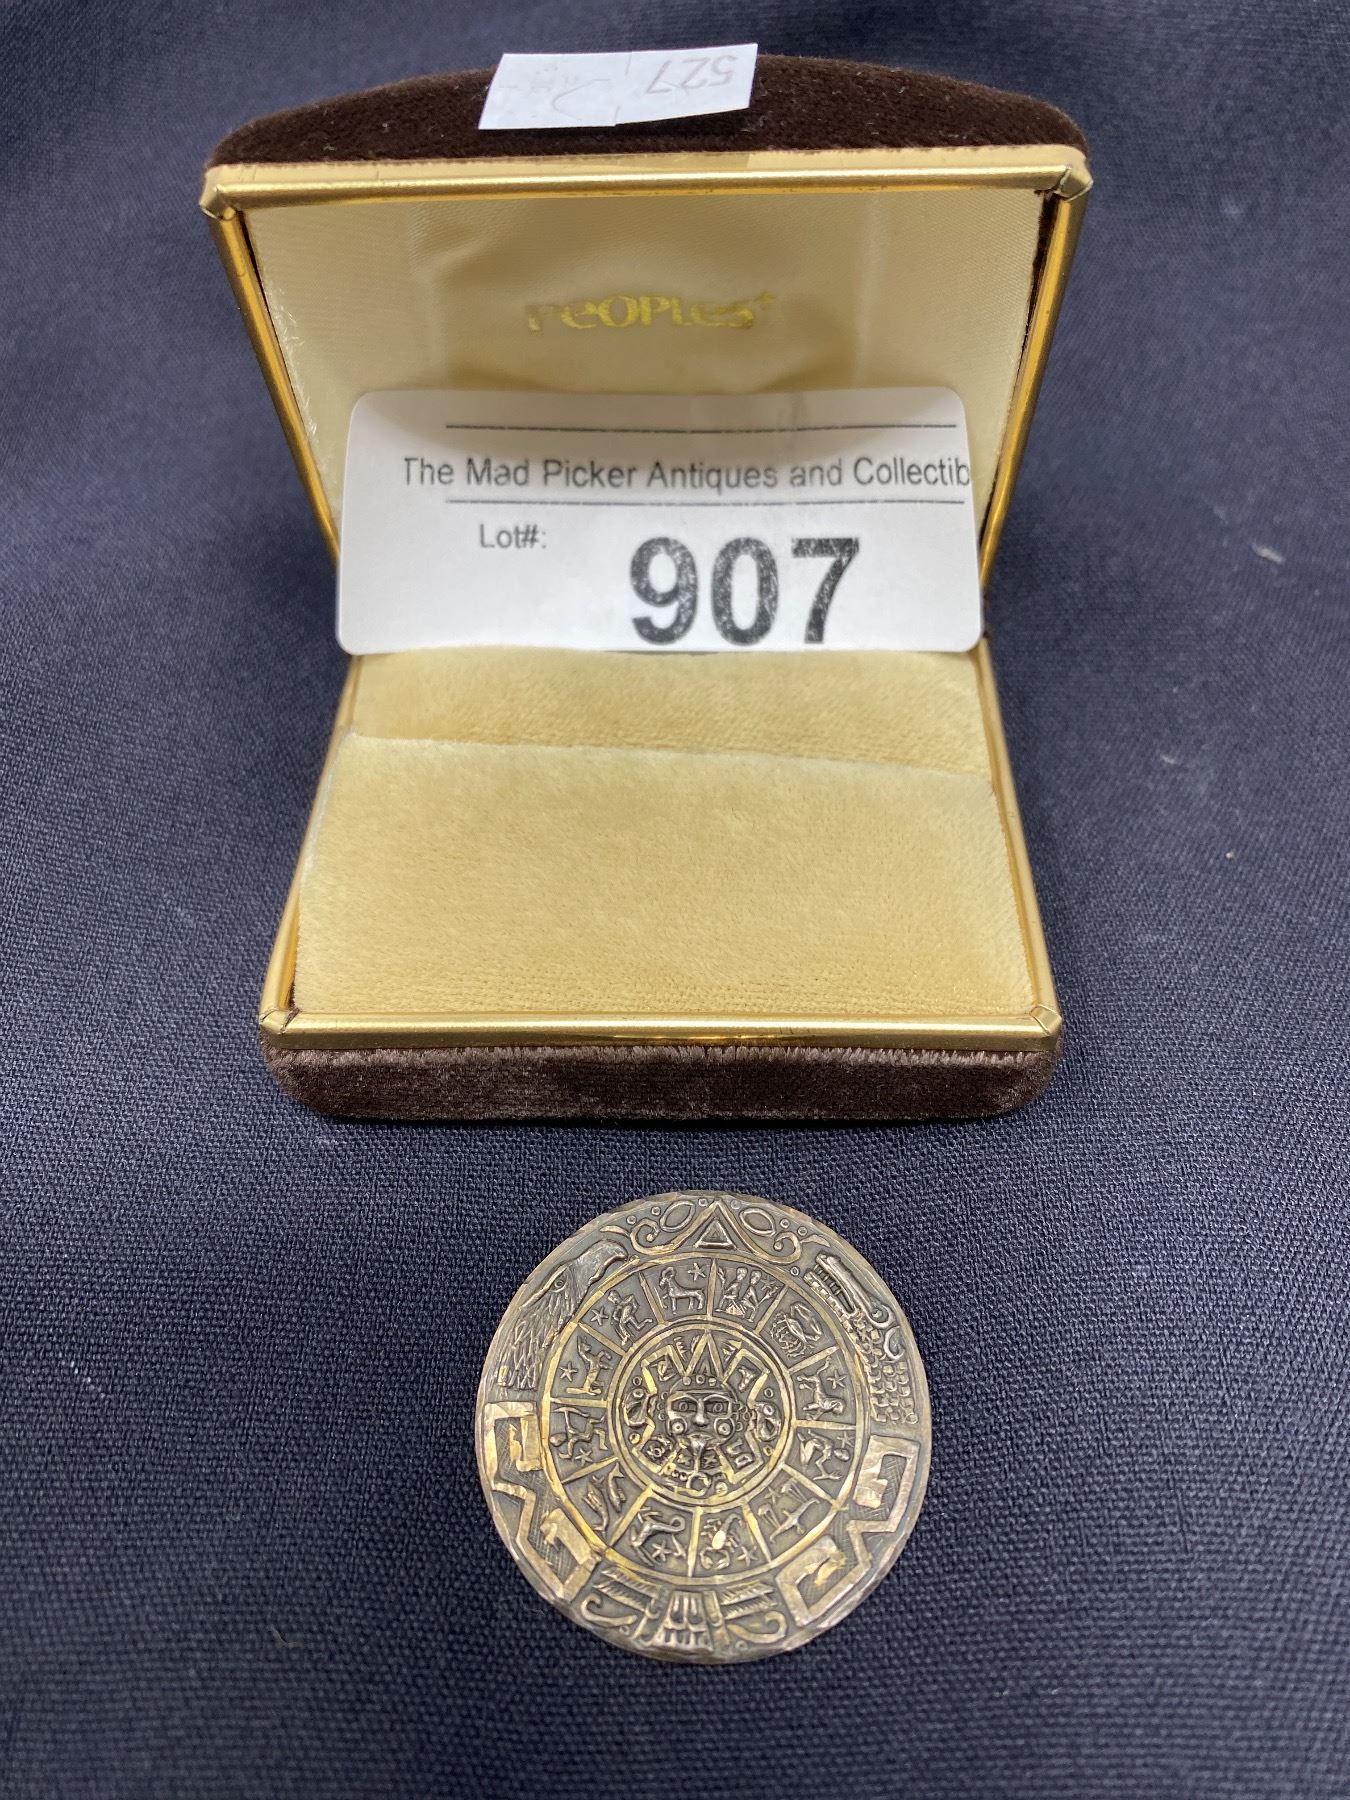 527
PeOPLes+
The Mad Picker Antiques and Collectib
Lot#:
907